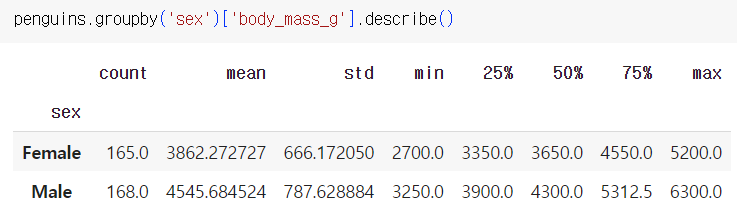 penguins.groupby('sex')['body_mass_g'].describe()
count mean std min 25% 50% 75% max
sex
Female 165.0 3862.272727 666.172050 2700.0 3350.0 3650.0 4550.0 5200.0
Male 168.0 4545.684524 787.628884 3250.0 3900.0 4300.0 5312.5 6300.0